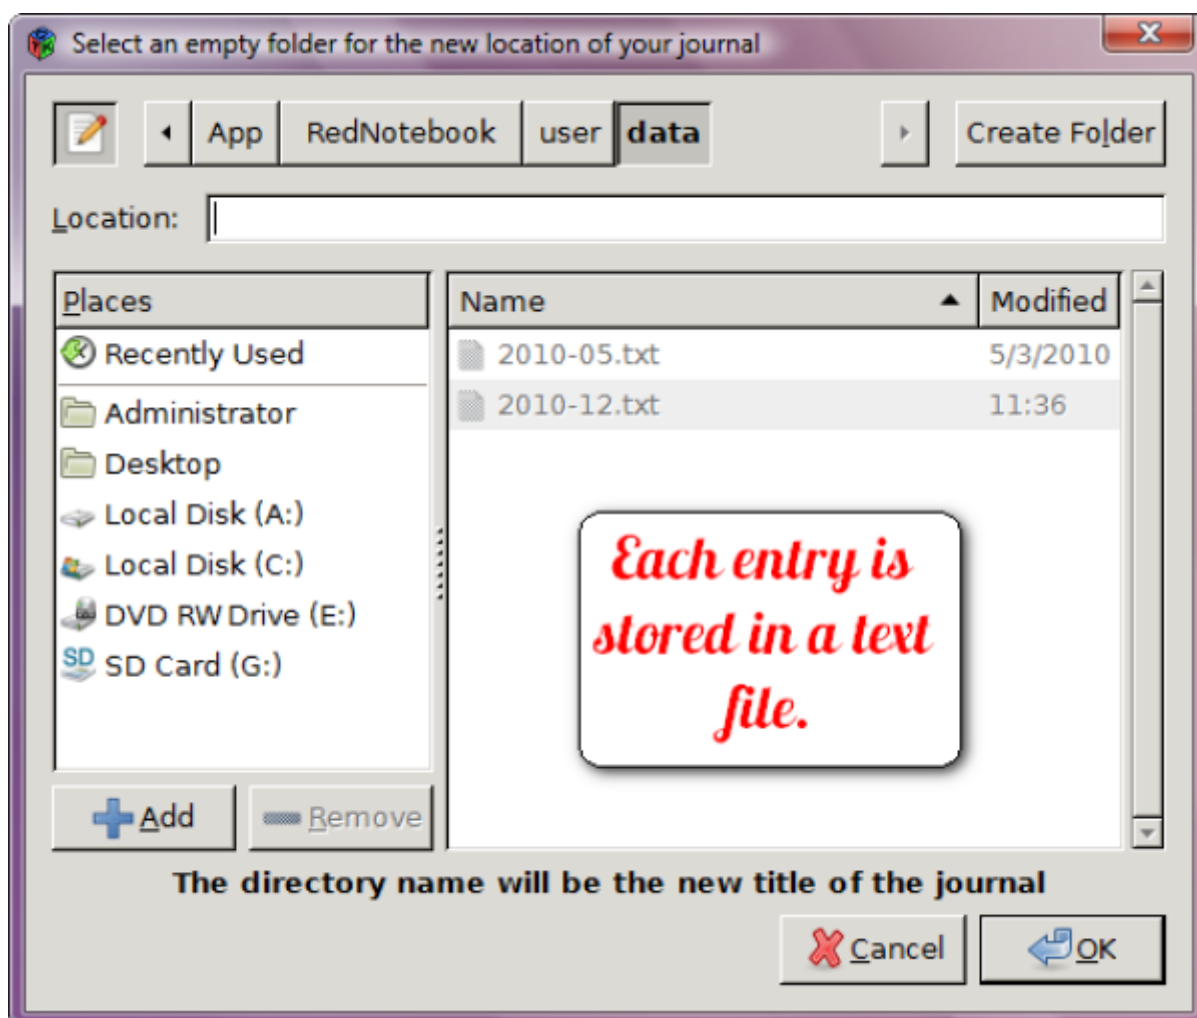 Select an empty folder for the new location of your journal
App RedNotebook user data Create Folder
Location:
Places
Recently Used
Administrator
Desktop
Local Disk (A:)
Local Disk (C:)
DVD RW Drive (E:)
SD SD Card (G:)
Add Remove
Name Modified
2010-05.txt 5/3/2010
2010-12.txt 11:36
Each entry is
stored in a text
file.
The directory name will be the new title of the journal
Cancel OK